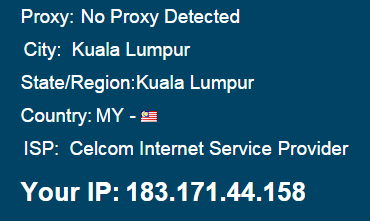 Proxy: No Proxy Detected
City: Kuala Lumpur
State/Region:Kuala Lumpur
Country: MY -
ISP: Celcom Internet Service Provider
Your IP: 183.171.44.158